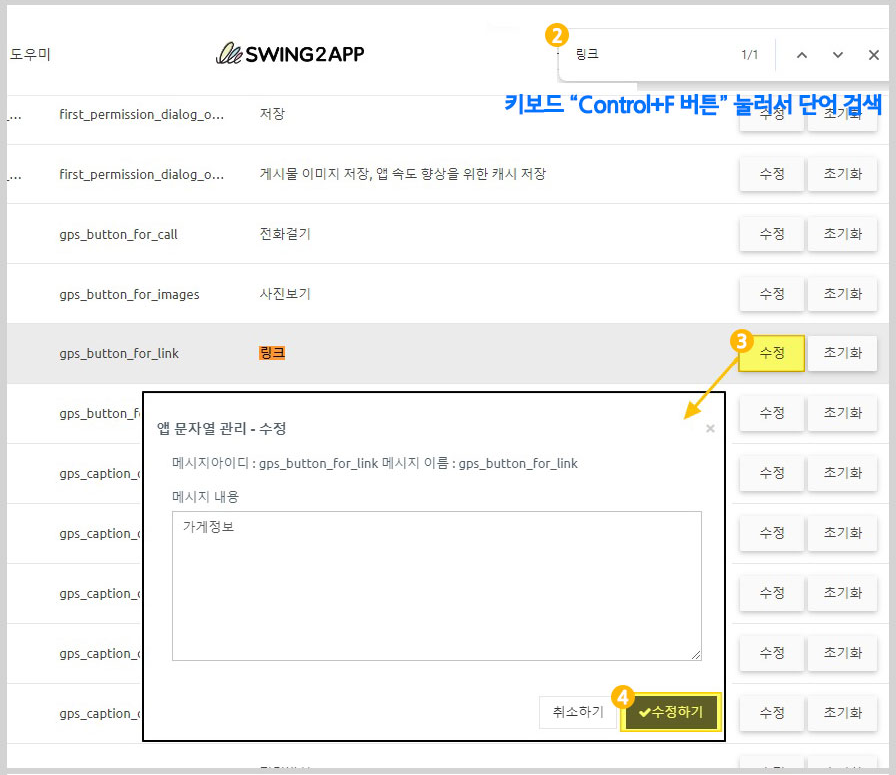 도우미
SWING2APP
2
링크
1/1
키보드 “Control+F 버튼” 눌러서 단어 검색
_... first_permission_dialog_o... 저장 수정 초기화
_... first_permission_dialog_o... 게시물 이미지 저장, 앱 속도 향상을 위한 캐시 저장 수정 초기화
gps_button_for_call 전화걸기 수정 초기화
gps_button_for_images 사진보기 수정 초기화
3
gps_button_for_link 링크 수정 초기화
gps_button_f 수정 초기화
앱 문자열 관리 - 수정 ×
메시지아이디 : gps_button_for_link 메시지 이름 : gps_button_for_link
gps_caption_ 수정 초기화
메시지 내용
가게정보
gps_caption_ 수정 초기화
gps_caption_ 수정 초기화
gps_caption_ 수정 초기화
4
gps_caption_ 취소하기 ✔수정하기 수정 초기화